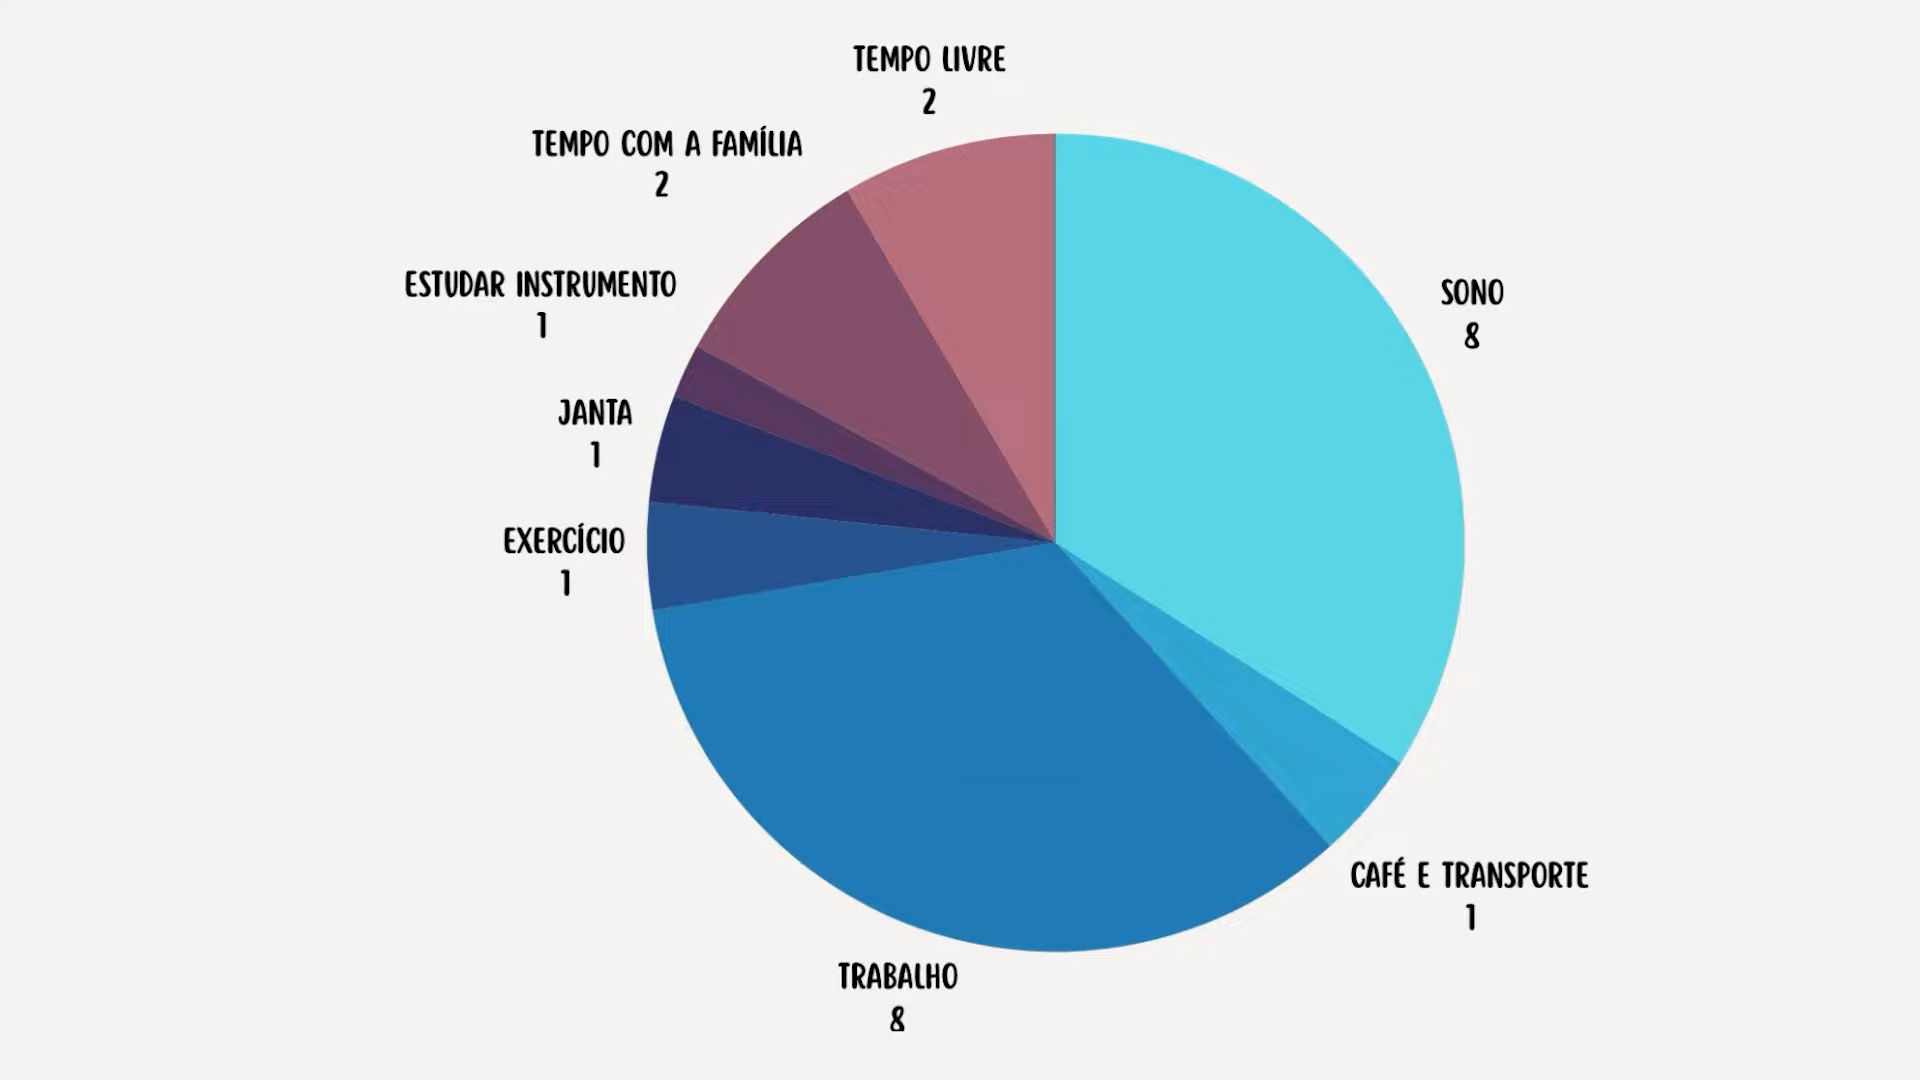 TEMPO LIVRE
2
TEMPO COM A FAMÍLIA
2
ESTUDAR INSTRUMENTO
1
SONO
8
JANTA
1
EXERCÍCIO
1
CAFÉ E TRANSPORTE
1
TRABALHO
8